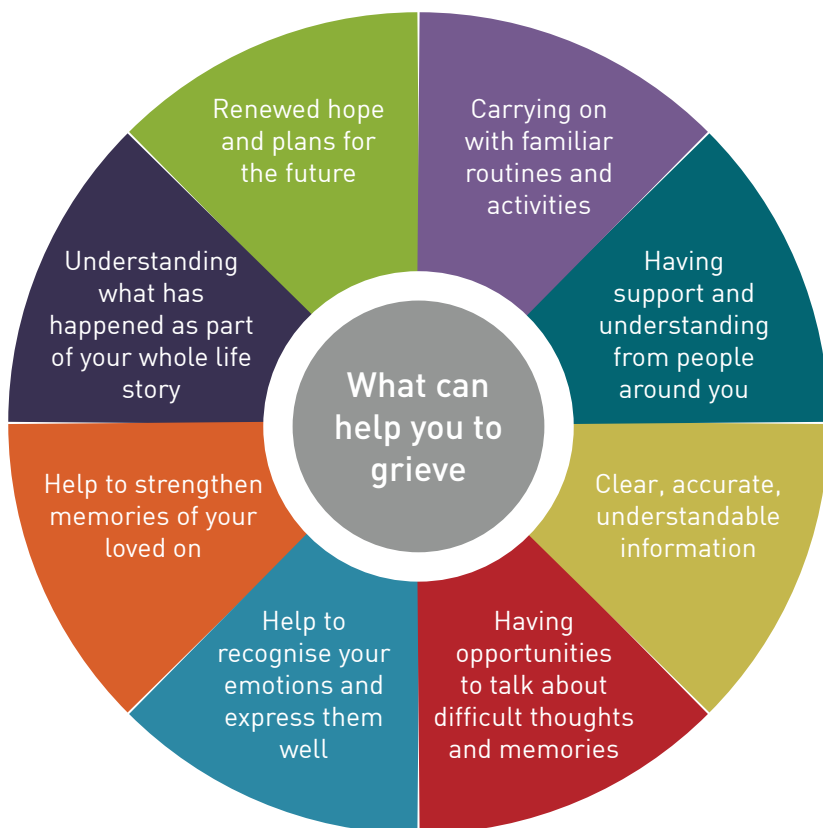 What can
help you to
grieve
Carrying on
with familiar
routines and
activities
Having
support and
understanding
from people
around you
Clear, accurate,
understandable
information
Having
opportunities
to talk about
difficult thoughts
and memories
Help to
recognise your
emotions and
express them
well
Help to strengthen
memories of your
loved on
Understanding
what has
happened as part
of your whole life
story
Renewed hope
and plans for
the future